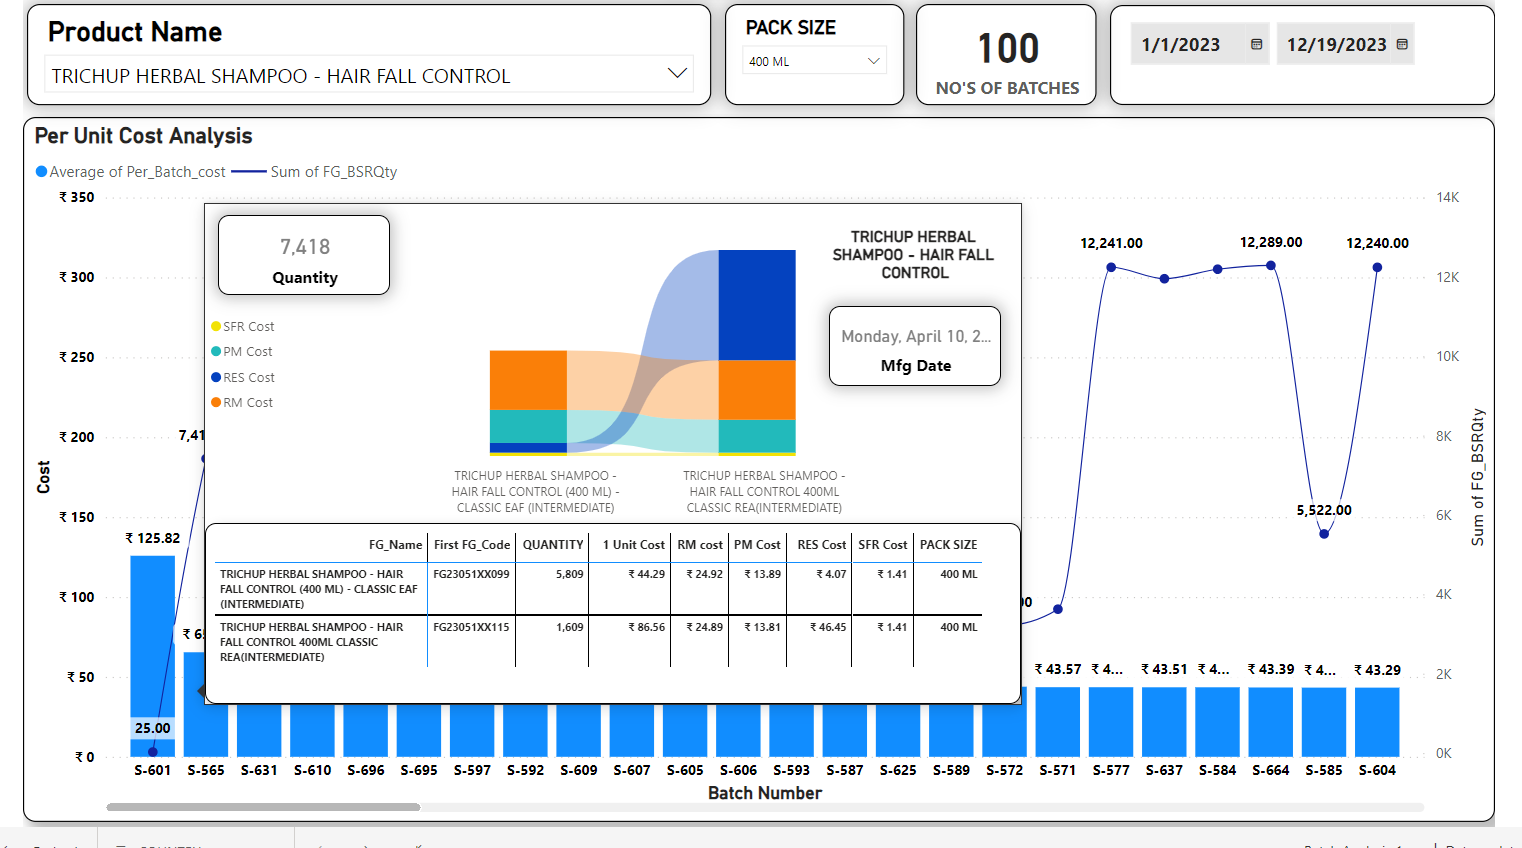 Product Name
TRICHUP HERBAL SHAMPOO - HAIR FALL CONTROL
PACK SIZE
400 ML
100
NO'S OF BATCHES
1/1/2023
12/19/2023
Per Unit Cost Analysis
Average of Per_Batch_cost
Sum of FG_BSRQty
₹ 350
₹ 300
₹ 250
₹ 200
₹ 150
₹ 100
₹ 50
₹ 0
Cost
14K
12K
10K
8K
6K
4K
2K
0K
Sum of FG_BSRQty
7,418
Quantity
SFR Cost
PM Cost
RES Cost
RM Cost
TRICHUP HERBAL
SHAMPOO - HAIR FALL
CONTROL
Monday, April 10, 2...
Mfg Date
TRICHUP HERBAL SHAMPOO -
HAIR FALL CONTROL (400 ML) -
CLASSIC EAF (INTERMEDIATE)
TRICHUP HERBAL SHAMPOO -
HAIR FALL CONTROL 400ML
CLASSIC REA(INTERMEDIATE)
FG_Name First FG_Code QUANTITY 1 Unit Cost RM cost PM Cost RES Cost SFR Cost PACK SIZE
TRICHUP HERBAL SHAMPOO - HAIR FG23051XX099 5,809 ₹ 44.29 ₹ 24.92 ₹ 13.89 ₹ 4.07 ₹ 1.41 400 ML
FALL CONTROL (400 ML) - CLASSIC EAF
(INTERMEDIATE)
TRICHUP HERBAL SHAMPOO - HAIR FG23051XX115 1,609 ₹ 86.56 ₹ 24.89 ₹ 13.81 ₹ 46.45 ₹ 1.41 400 ML
FALL CONTROL 400ML CLASSIC
REA(INTERMEDIATE)
12,241.00
12,289.00
12,240.00
5,522.00
7,41
₹ 125.82
₹ 6
25.00
₹ 43.57 ₹ 4... ₹ 43.51 ₹ 4... ₹ 43.39 ₹ 4... ₹ 43.29
S-601 S-565 S-631 S-610 S-696 S-695 S-597 S-592 S-609 S-607 S-605 S-606 S-593 S-587 S-625 S-589 S-572 S-571 S-577 S-637 S-584 S-664 S-585 S-604
Batch Number